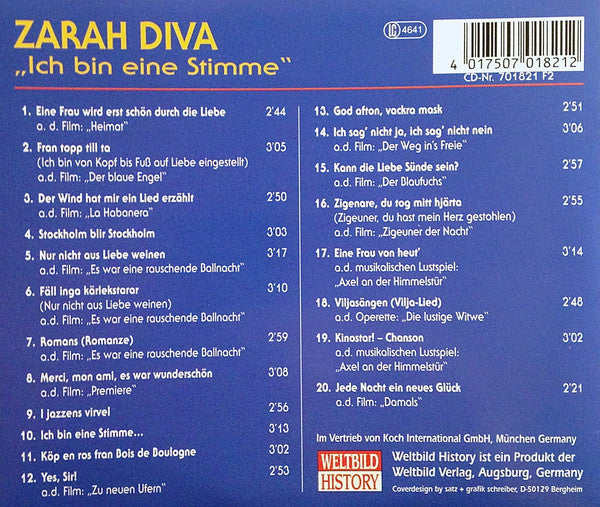 ZARAH DIVA
„Ich bin eine Stimme“
LC 4641
4 017507 018212
CD-Nr. 701821 F2
1. Eine Frau wird erst schön durch die Liebe 2'44
a. d. Film: „Heimat“
2. Fran topp till ta 3'05
(Ich bin von Kopf bis Fuß auf Liebe eingestellt)
a. d. Film: „Der blaue Engel“
3. Der Wind hat mir ein Lied erzählt 2'50
a. d. Film: „La Habanera“
4. Stockholm blir Stockholm 3'03
5. Nur nicht aus Liebe weinen 3'17
a.d. Film: „Es war eine rauschende Ballnacht“
6. Fäll inga kärlekstarar 3'10
(Nur nicht aus Liebe weinen)
a.d. Film: „Es war eine rauschende Ballnacht“
7. Romans (Romanze) 2'59
a.d. Film: „Es war eine rauschende Ballnacht“
8. Merci, mon ami, es war wunderschön 3'08
a.d. Film: „Premiere“
9. I jazzens virvel 2'56
10. Ich bin eine Stimme... 3'13
11. Köp en ros fran Bois de Boulogne 3'02
12. Yes, Sir! 2'53
a.d. Film: „Zu neuen Ufern“
13. God afton, vackra mask 2'51
14. Ich sag' nicht ja, ich sag' nicht nein 3'06
a.d. Film: „Der Weg in's Freie“
15. Kann die Liebe Sünde sein? 2'57
a.d. Film: „Der Blaufuchs“
16. Zigenare, du tog mitt hjärta 2'55
(Zigeuner, du hast mein Herz gestohlen)
a.d. Film: „Zigeuner der Nacht“
17. Eine Frau von heut' 3'14
a.d. musikalischen Lustspiel:
„Axel an der Himmelstür“
18. Viljasängen (Vilja-Lied) 2'48
a.d. Operette: „Die lustige Witwe“
19. Kinostar! – Chanson 3'02
a.d. musikalischen Lustspiel:
„Axel an der Himmelstür“
20. Jede Nacht ein neues Glück 2'21
a.d. Film: „Damals“
Im Vertrieb von Koch International GmbH, München Germany
WELTBILD
HISTORY
Weltbild History ist ein Produkt der
Weltbild Verlag, Augsburg, Germany
Coverdesign by satz + grafik schreiber, D-50129 Bergheim